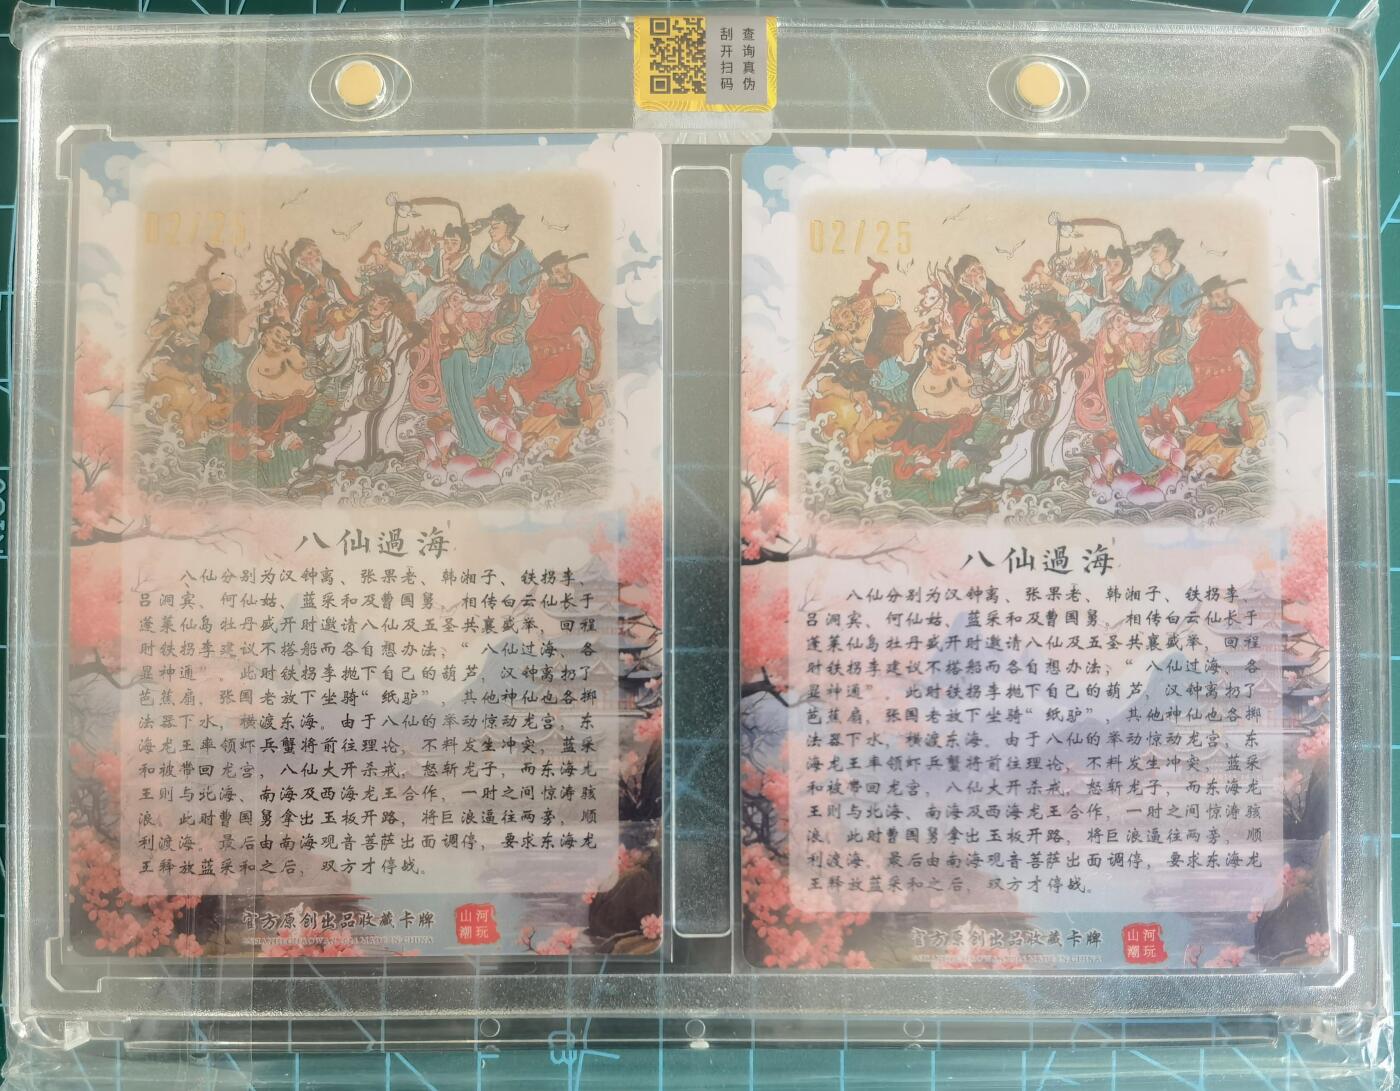 查询真伪
刮开扫码
02/25
八仙過海
八仙分别为汉钟离、张果老、韩湘子、铁拐李、
吕洞宾、何仙姑、蓝采和及曹国舅。相传白云仙长于
蓬莱仙岛牡丹盛开时邀请八仙及五圣共襄盛举，回程
时铁拐李建议不搭船而各自想办法，“八仙过海、各
显神通”。此时铁拐李抛下自己的葫芦，汉钟离扔了
芭蕉扇，张国老放下坐骑“纸驴”，其他神仙也各掷
法器下水，横渡东海。由于八仙的举动惊动龙宫，东
海龙王率领虾兵蟹将前往理论，不料发生冲突，蓝采
和被带回龙宫，八仙大开杀戒，怒斩龙子，而东海龙
王则与北海、南海及西海龙王合作，一时之间惊涛骇
浪。此时曹国舅拿出玉板开路，将巨浪逼往两旁，顺
利渡海。最后由南海观音菩萨出面调停，要求东海龙
王释放蓝采和之后，双方才停战。
官方原创出品收藏卡牌
山河
潮玩
02/25
八仙過海
八仙分别为汉钟离、张果老、韩湘子、铁拐李、
吕洞宾、何仙姑、蓝采和及曹国舅。相传白云仙长于
蓬莱仙岛牡丹盛开时邀请八仙及五圣共襄盛举，回程
时铁拐李建议不搭船而各自想办法，“八仙过海、各
显神通”。此时铁拐李抛下自己的葫芦，汉钟离扔了
芭蕉扇，张国老放下坐骑“纸驴”，其他神仙也各掷
法器下水，横渡东海。由于八仙的举动惊动龙宫、东
海龙王率领虾兵蟹将前往理论，不料发生冲突，蓝采
和被带回龙宫，八仙大开杀戒，怒斩龙子，而东海龙
王则与北海、南海及西海龙王合作，一时之间惊涛骇
浪。此时曹国舅拿出玉板开路，将巨浪逼往两旁，顺
利渡海。最后由南海观音菩萨出面调停，要求东海龙
王释放蓝采和之后，双方才停战。
官方原创出品收藏卡牌
山河
潮玩